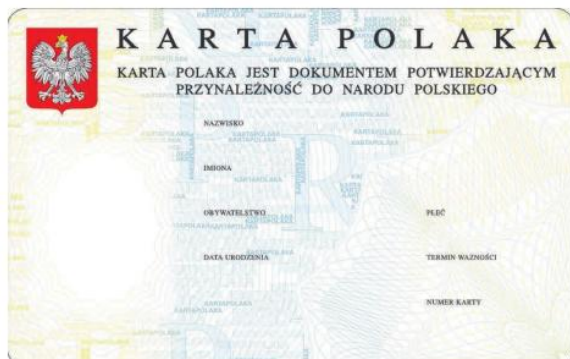 KARTA POLAKA
KARTA POLAKA JEST DOKUMENTEM POTWIERDZAJĄCYM
PRZYNALEŻNOŚĆ DO NARODU POLSKIEGO
NAZWISKO
IMIONA
OBYWATELSTWO
PŁEĆ
DATA URODZENIA
TERMIN WAŻNOŚCI
NUMER KARTY